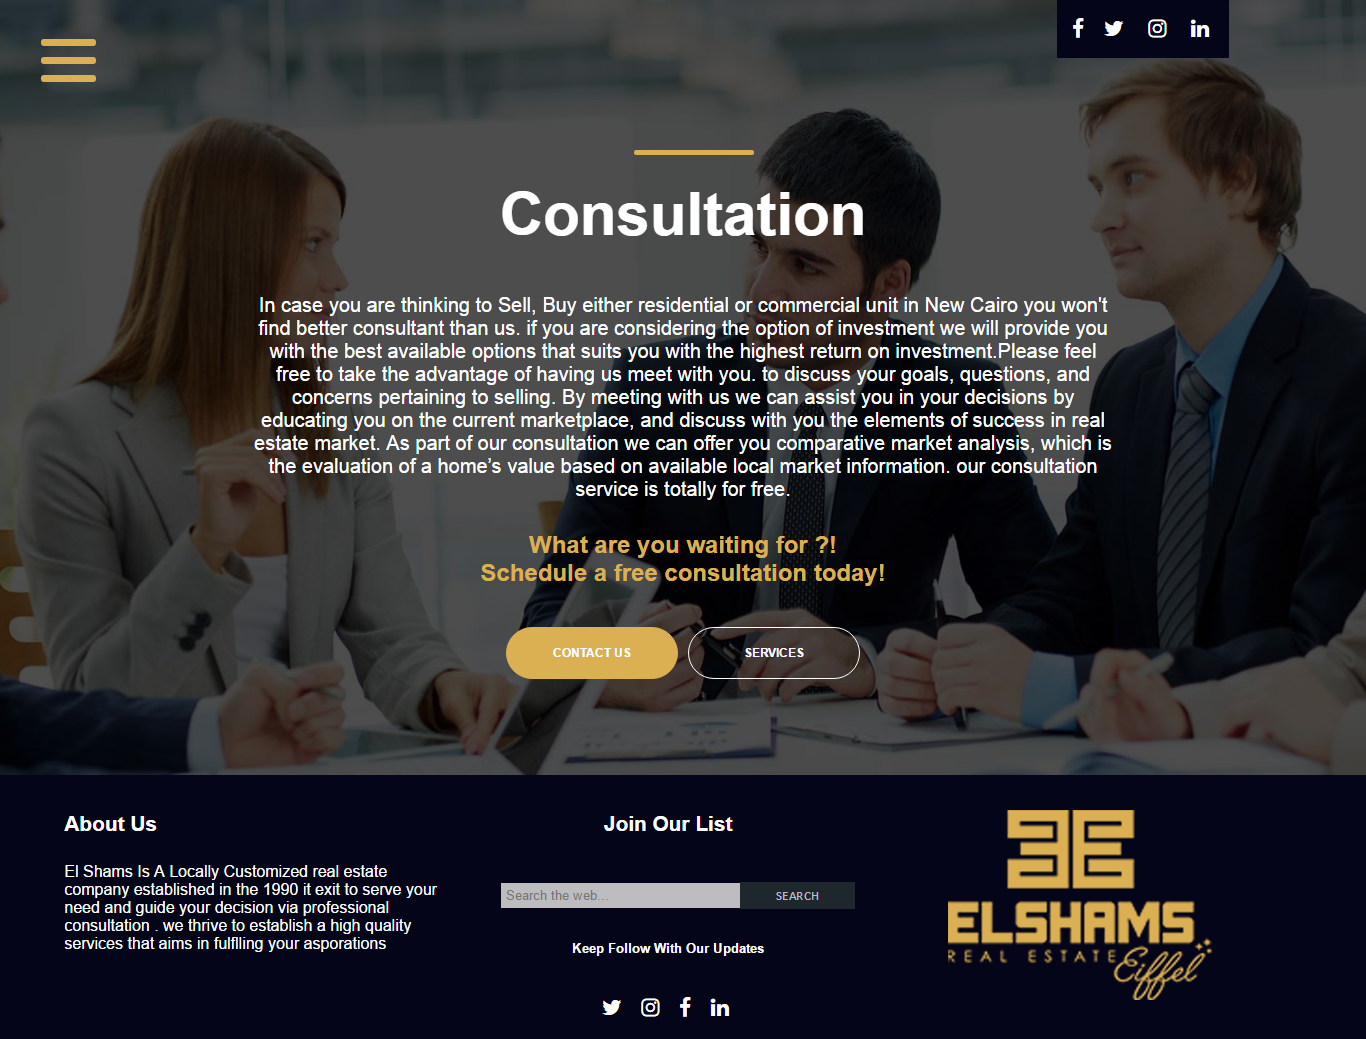 Consultation
In case you are thinking to Sell, Buy either residential or commercial unit in New Cairo you won't
find better consultant than us. if you are considering the option of investment we will provide you
with the best available options that suits you with the highest return on investment.Please feel
free to take the advantage of having us meet with you. to discuss your goals, questions, and
concerns pertaining to selling. By meeting with us we can assist you in your decisions by
educating you on the current marketplace, and discuss with you the elements of success in real
estate market. As part of our consultation we can offer you comparative market analysis, which is
the evaluation of a home’s value based on available local market information. our consultation
service is totally for free.
What are you waiting for ?!
Schedule a free consultation today!
CONTACT US
SERVICES
About Us
El Shams Is A Locally Customized real estate
company established in the 1990 it exit to serve your
need and guide your decision via professional
consultation . we thrive to establish a high quality
services that aims in fulflling your asporations
Join Our List
Search the web...
SEARCH
Keep Follow With Our Updates
ELSHAMS
REAL ESTATE
Eiffel